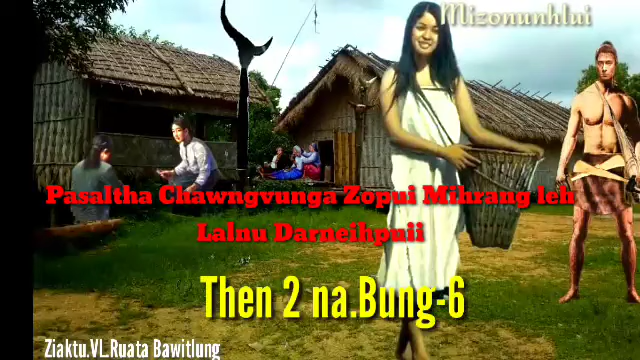 Mizonunhlui
Pasaltha Chawngvunga Zopui Mihrang leh
Lalnu Darneihpuii
Then 2 na.Bung-6
Ziaktu.VL.Ruata Bawitlung